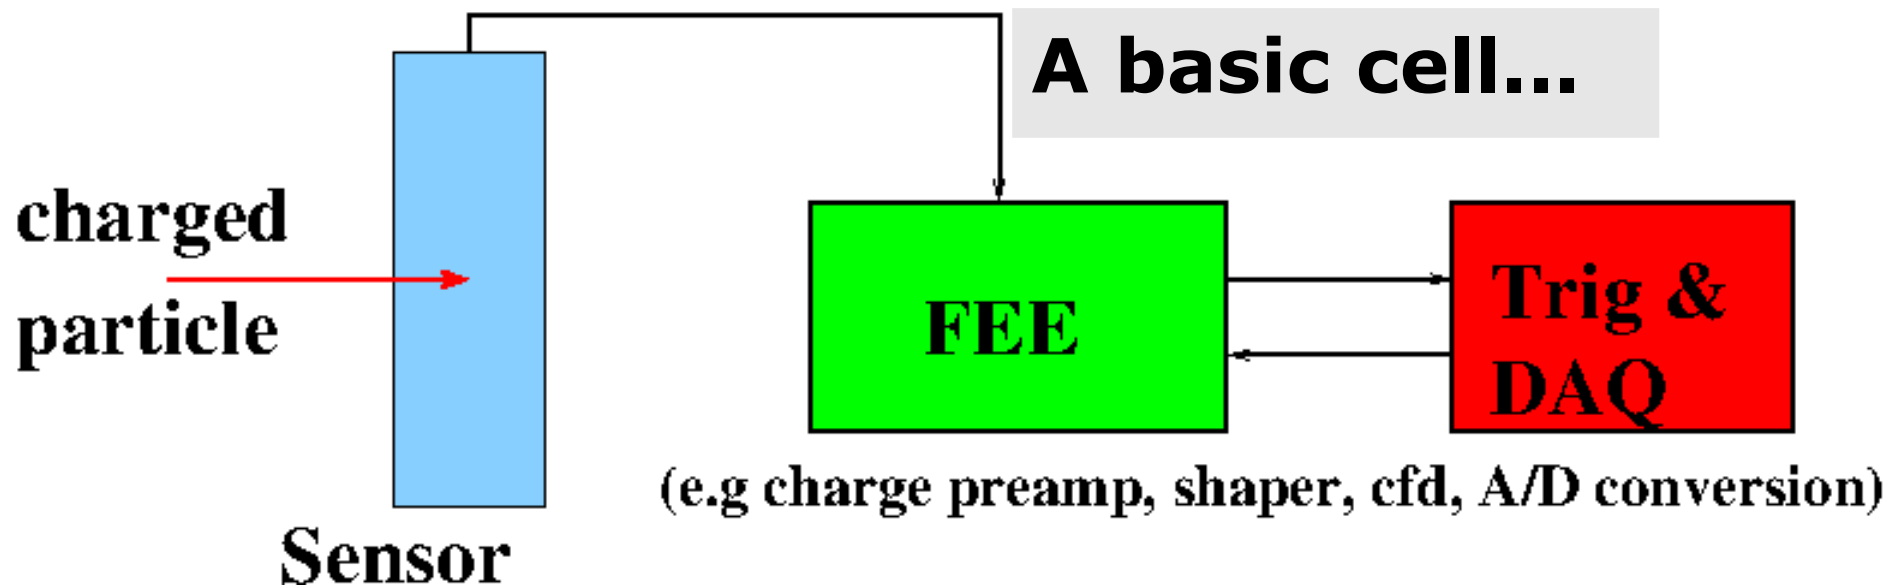 A basic cell...
charged
particle
Sensor
FEE
Trig &
DAQ
(e.g charge preamp, shaper, cfd, A/D conversion)